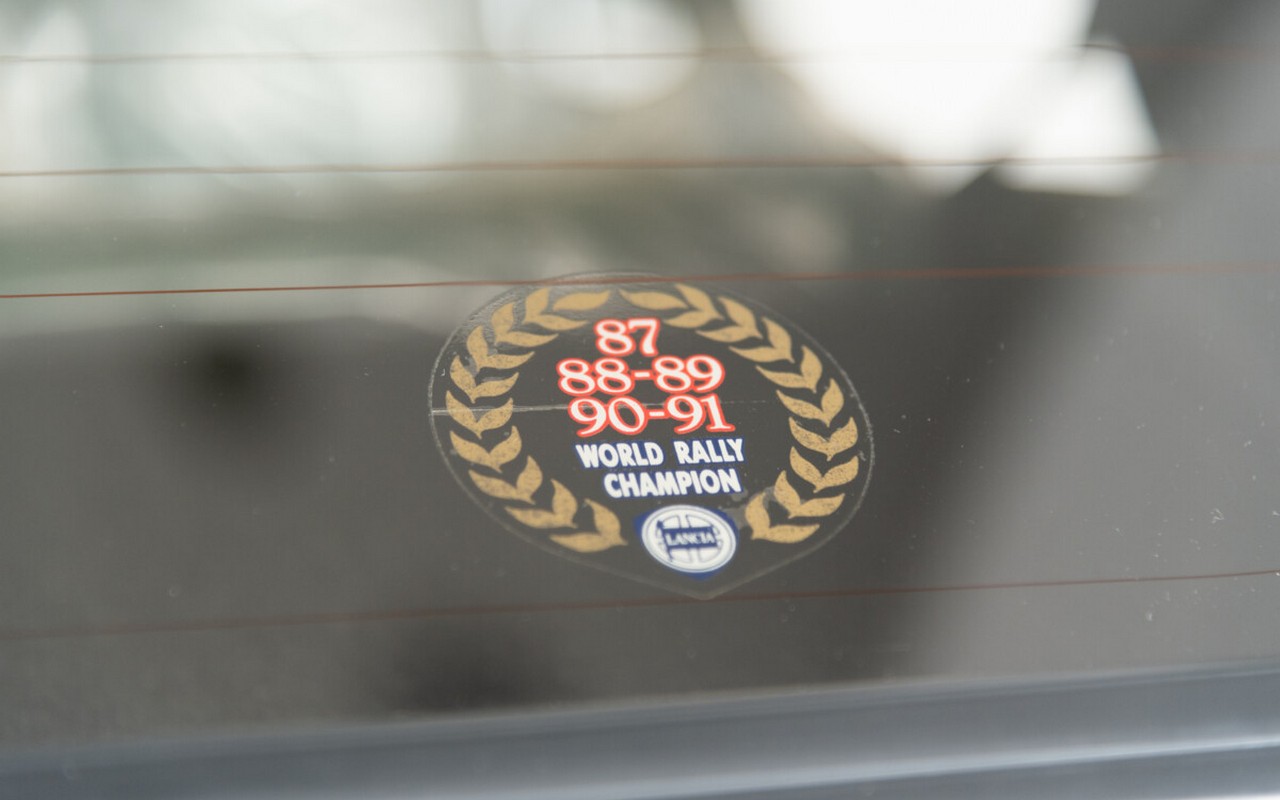 87
88-89
90-91
WORLD RALLY
CHAMPION
LANCIA